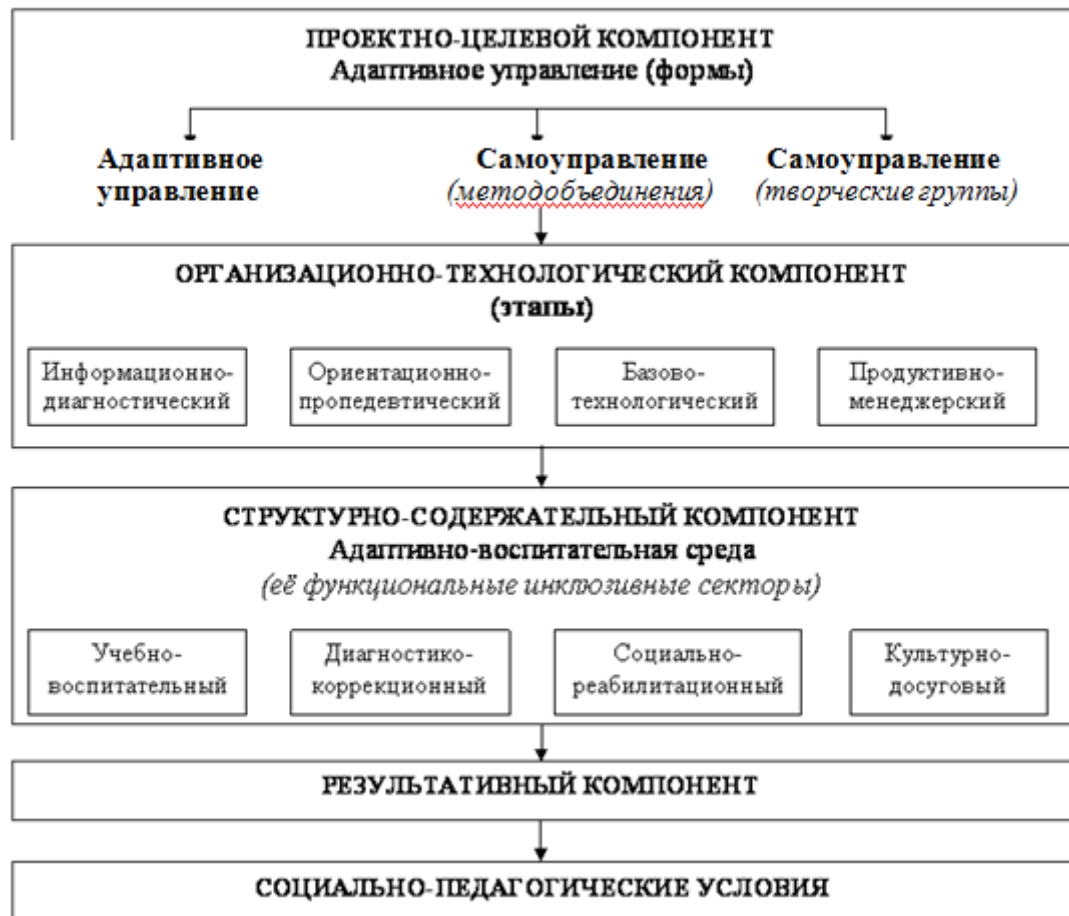 ПРОЕКТНО-ЦЕЛЕВОЙ КОМПОНЕНТ
Адаптивное управление (формы)
Адаптивное управление
Самоуправление
(методобъединения)
Самоуправление
(творческие группы)
ОРГАНИЗАЦИОННО-ТЕХНОЛОГИЧЕСКИЙ КОМПОНЕНТ
(этапы)
Информационно-
диагностический
Ориентационно-
пропедевтический
Базово-
технологический
Продуктивно-
менеджерский
СТРУКТУРНО-СОДЕРЖАТЕЛЬНЫЙ КОМПОНЕНТ
Адаптивно-воспитательная среда
(её функциональные инклюзивные секторы)
Учебно-
воспитательный
Диагностико-
коррекционный
Социально-
реабилитационный
Культурно-
досуговый
РЕЗУЛЬТАТИВНЫЙ КОМПОНЕНТ
СОЦИАЛЬНО-ПЕДАГОГИЧЕСКИЕ УСЛОВИЯ